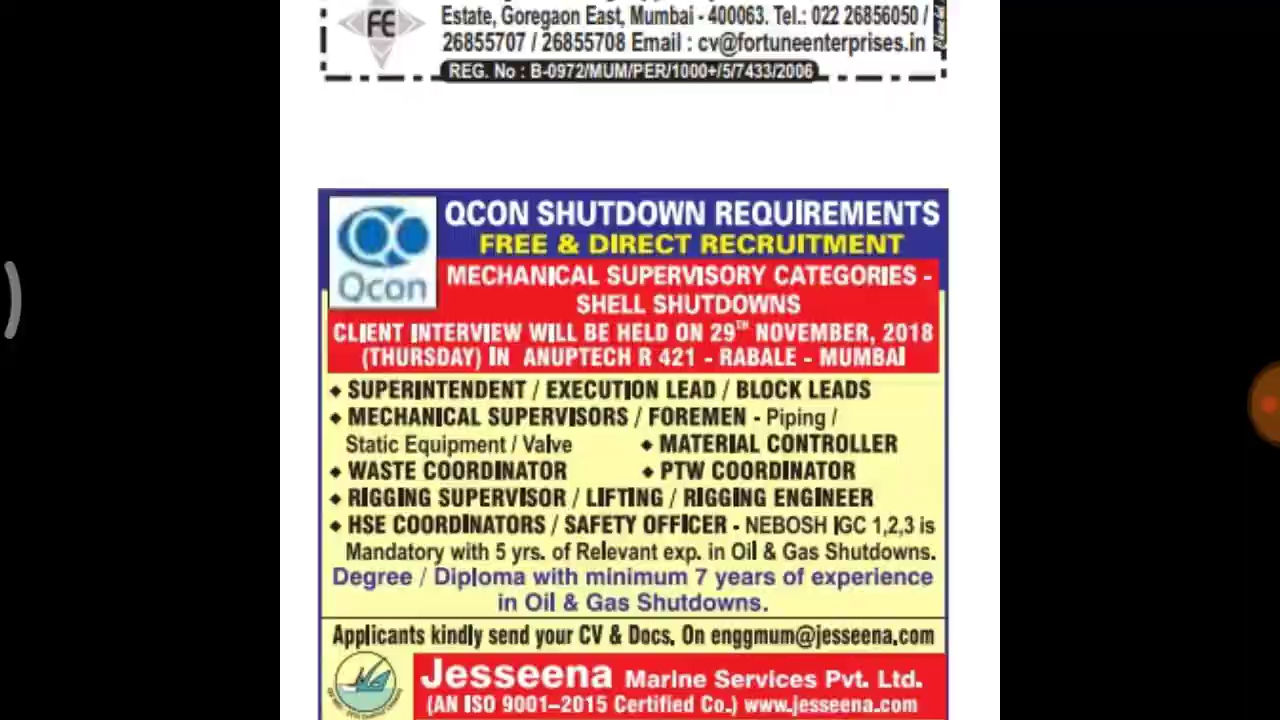 FE
Estate, Goregaon East, Mumbai - 400063. Tel.: 022 26856050 /
26855707 / 26855708 Email : cv@fortuneenterprises.in
REG. No : B-0972/MUM/PER/1000+/5/7433/2006
Qcon
QCON SHUTDOWN REQUIREMENTS
FREE & DIRECT RECRUITMENT
MECHANICAL SUPERVISORY CATEGORIES -
SHELL SHUTDOWNS
CLIENT INTERVIEW WILL BE HELD ON 29TH NOVEMBER, 2018
(THURSDAY) IN ANUPTECH R 421 - RABALE - MUMBAI
♦ SUPERINTENDENT / EXECUTION LEAD / BLOCK LEADS
♦ MECHANICAL SUPERVISORS / FOREMEN - Piping /
Static Equipment / Valve ♦ MATERIAL CONTROLLER
♦ WASTE COORDINATOR ♦ PTW COORDINATOR
♦ RIGGING SUPERVISOR / LIFTING / RIGGING ENGINEER
♦ HSE COORDINATORS / SAFETY OFFICER - NEBOSH IGC 1,2,3 is
Mandatory with 5 yrs. of Relevant exp. in Oil & Gas Shutdowns.
Degree / Diploma with minimum 7 years of experience
in Oil & Gas Shutdowns.
Applicants kindly send your CV & Docs. On enggmum@jesseena.com
Jesseena Marine Services Pvt. Ltd.
(AN ISO 9001–2015 Certified Co.) www.jesseena.com